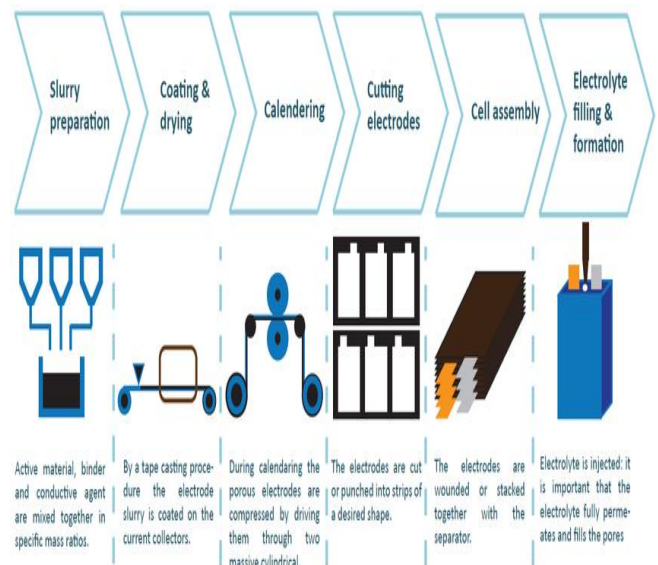 Slurry
preparation
Coating &
drying
Calendering
Cutting
electrodes
Cell assembly
Electrolyte
filling &
formation
Active material, binder
and conductive agent
are mixed together in
specific mass ratios.
By a tape casting proce-
dure the electrode
slurry is coated on the
current collectors.
During calendaring the
porous electrodes are
compressed by driving
them through two
massive cylindrical
The electrodes are cut
or punched into strips of
a desired shape.
The electrodes are
wounded or stacked
together with the
separator.
Electrolyte is injected: it
is important that the
electrolyte fully perme-
ates and fills the pores